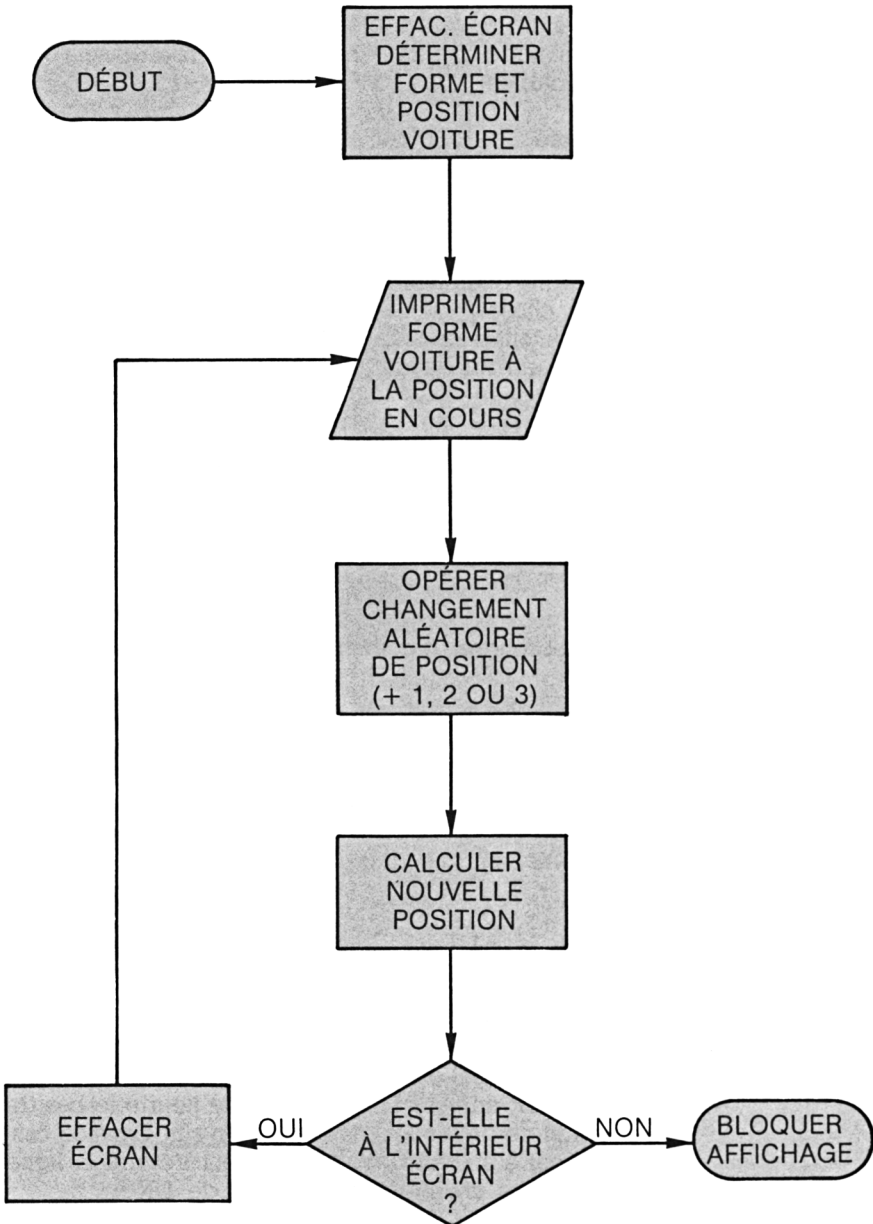 DÉBUT
EFFAC. ÉCRAN
DÉTERMINER
FORME ET
POSITION
VOITURE
IMPRIMER
FORME
VOITURE À
LA POSITION
EN COURS
OPÉRER
CHANGEMENT
ALÉATOIRE
DE POSITION
(+ 1, 2 OU 3)
CALCULER
NOUVELLE
POSITION
EST-ELLE
À L'INTÉRIEUR
ÉCRAN
?
OUI
EFFACER
ÉCRAN
NON
BLOQUER
AFFICHAGE